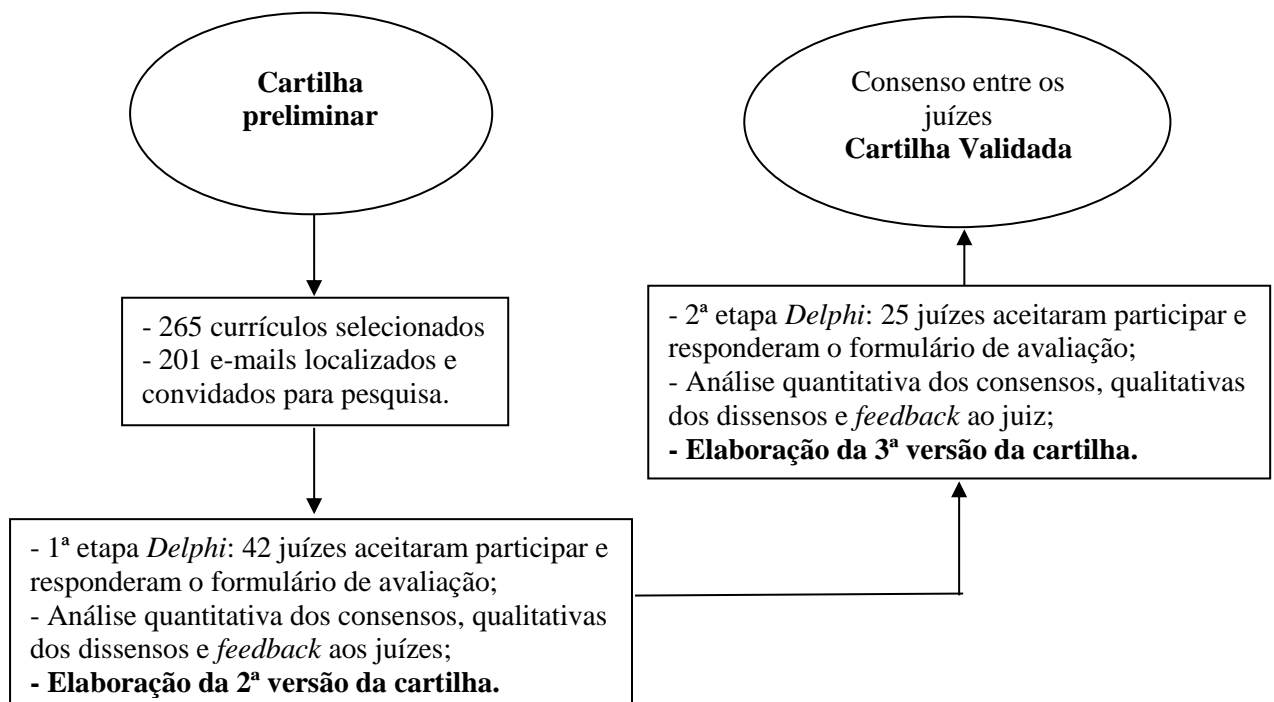 Cartilha
preliminar
- 265 currículos selecionados
- 201 e-mails localizados e
convidados para pesquisa.
- 1ª etapa Delphi: 42 juízes aceitaram participar e
responderam o formulário de avaliação;
- Análise quantitativa dos consensos, qualitativas
dos dissensos e feedback aos juízes;
- Elaboração da 2ª versão da cartilha.
- 2ª etapa Delphi: 25 juízes aceitaram participar e
responderam o formulário de avaliação;
- Análise quantitativa dos consensos, qualitativas
dos dissensos e feedback ao juiz;
- Elaboração da 3ª versão da cartilha.
Consenso entre os
juízes
Cartilha Validada